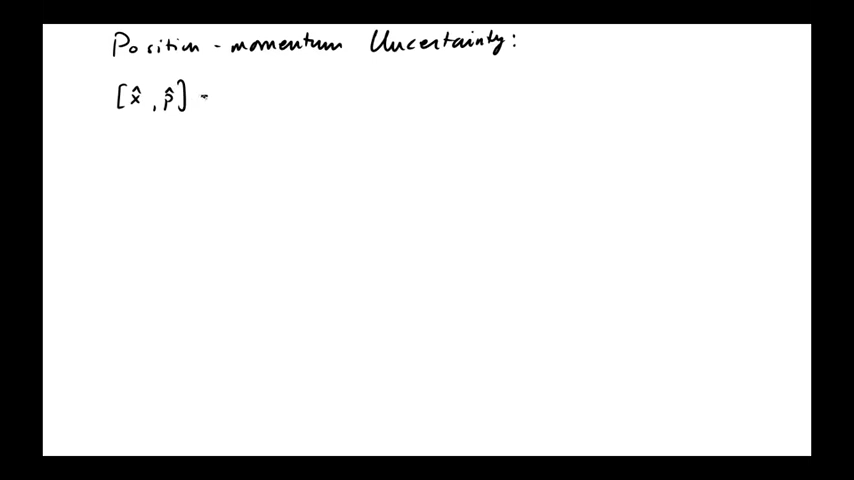 Position - momentum Uncertainty:
[x̂ , p̂] -